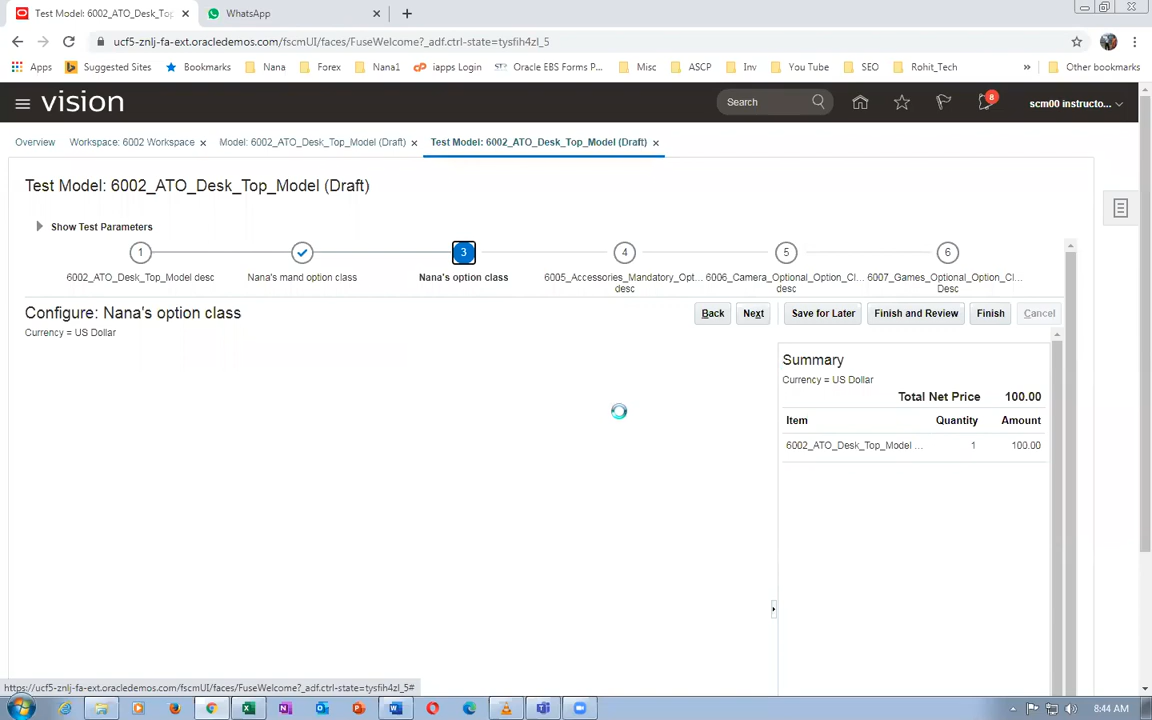 Test Model: 6002_ATO_Desk_Top_
WhatsApp
ucf5-znlj-fa-ext.oracledemos.com/fscmUI/faces/FuseWelcome?_adf.ctrl-state=tysfih4zl_5
Apps Suggested Sites Bookmarks Nana Forex Nana1 iapps Login Oracle EBS Forms P... Misc ASCP Inv You Tube SEO Rohit_Tech » Other bookmarks
vision Search 8 scm00 instructo...
Overview Workspace: 6002 Workspace Model: 6002_ATO_Desk_Top_Model (Draft) Test Model: 6002_ATO_Desk_Top_Model (Draft)
Test Model: 6002_ATO_Desk_Top_Model (Draft)
Show Test Parameters
1 3 4 5 6
6002_ATO_Desk_Top_Model desc Nana's mand option class Nana's option class 6005_Accessories_Mandatory_Opt... desc 6006_Camera_Optional_Option_Cl... desc 6007_Games_Optional_Option_Cl... Desc
Configure: Nana's option class
Back Next Save for Later Finish and Review Finish Cancel
Currency = US Dollar
Summary
Currency = US Dollar
Total Net Price 100.00
Item Quantity Amount
6002_ATO_Desk_Top_Model ... 1 100.00
https://ucf5-znlj-fa-ext.oracledemos.com/fscmUI/faces/FuseWelcome?_adf.ctrl-state=tysfih4zl_5#
8:44 AM